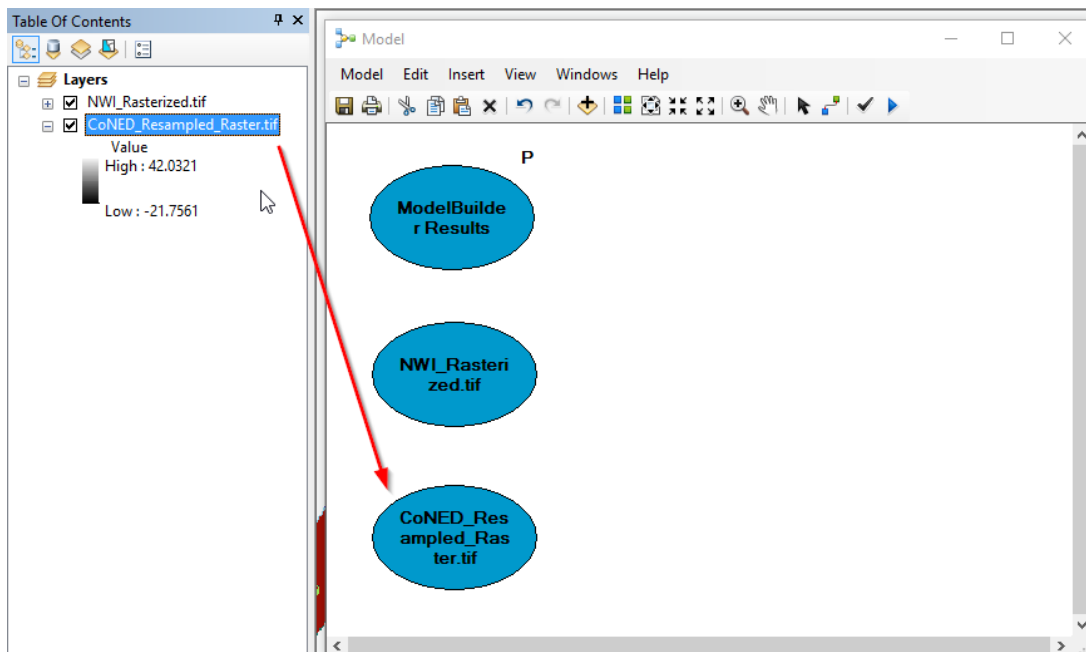 Table Of Contents
Layers
NWI_Rasterized.tif
CoNED_Resampled_Raster.tif
Value
High : 42.0321
Low : -21.7561
Model
Model Edit Insert View Windows Help
P
ModelBuilde
r Results
NWI_Rasteri
zed.tif
CoNED_Res
ampled_Ras
ter.tif